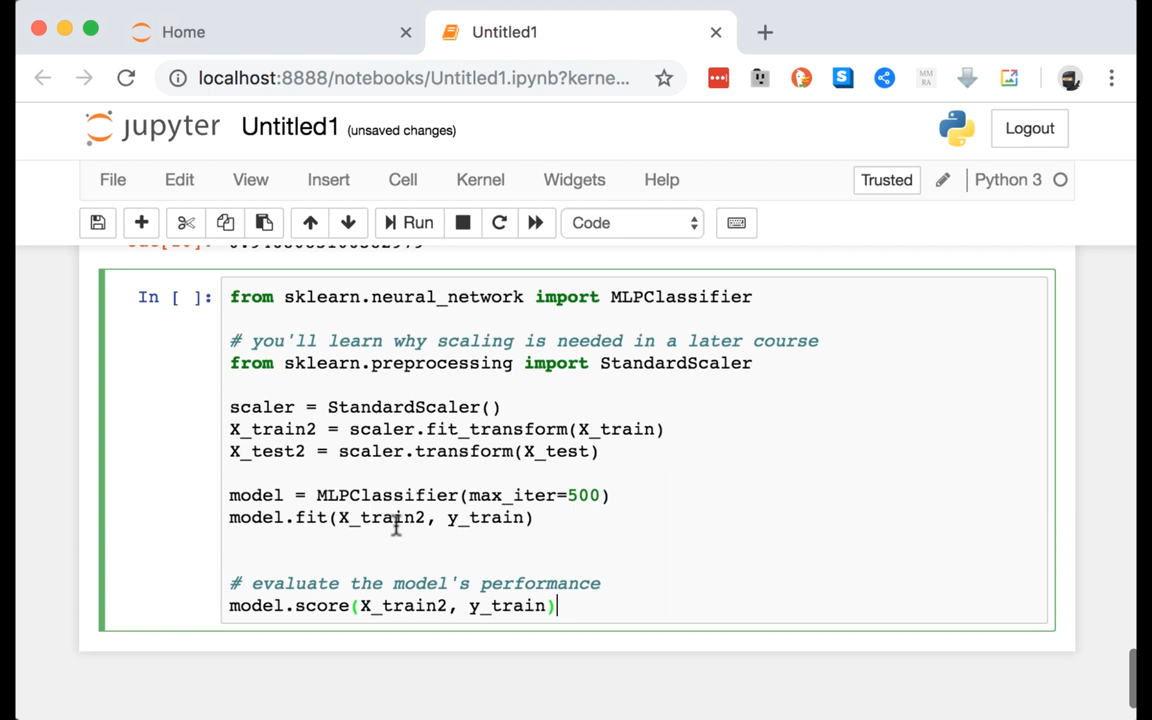 Home
Untitled1
localhost:8888/notebooks/Untitled1.ipynb?kerne...
MM
RA
jupyter Untitled1 (unsaved changes)
Logout
File Edit View Insert Cell Kernel Widgets Help
Trusted
Python 3
Run
Code
In [ ]:
from sklearn.neural_network import MLPClassifier
# you'll learn why scaling is needed in a later course
from sklearn.preprocessing import StandardScaler
scaler = StandardScaler()
X_train2 = scaler.fit_transform(X_train)
X_test2 = scaler.transform(X_test)
model = MLPClassifier(max_iter=500)
model.fit(X_train2, y_train)
# evaluate the model's performance
model.score(X_train2, y_train)